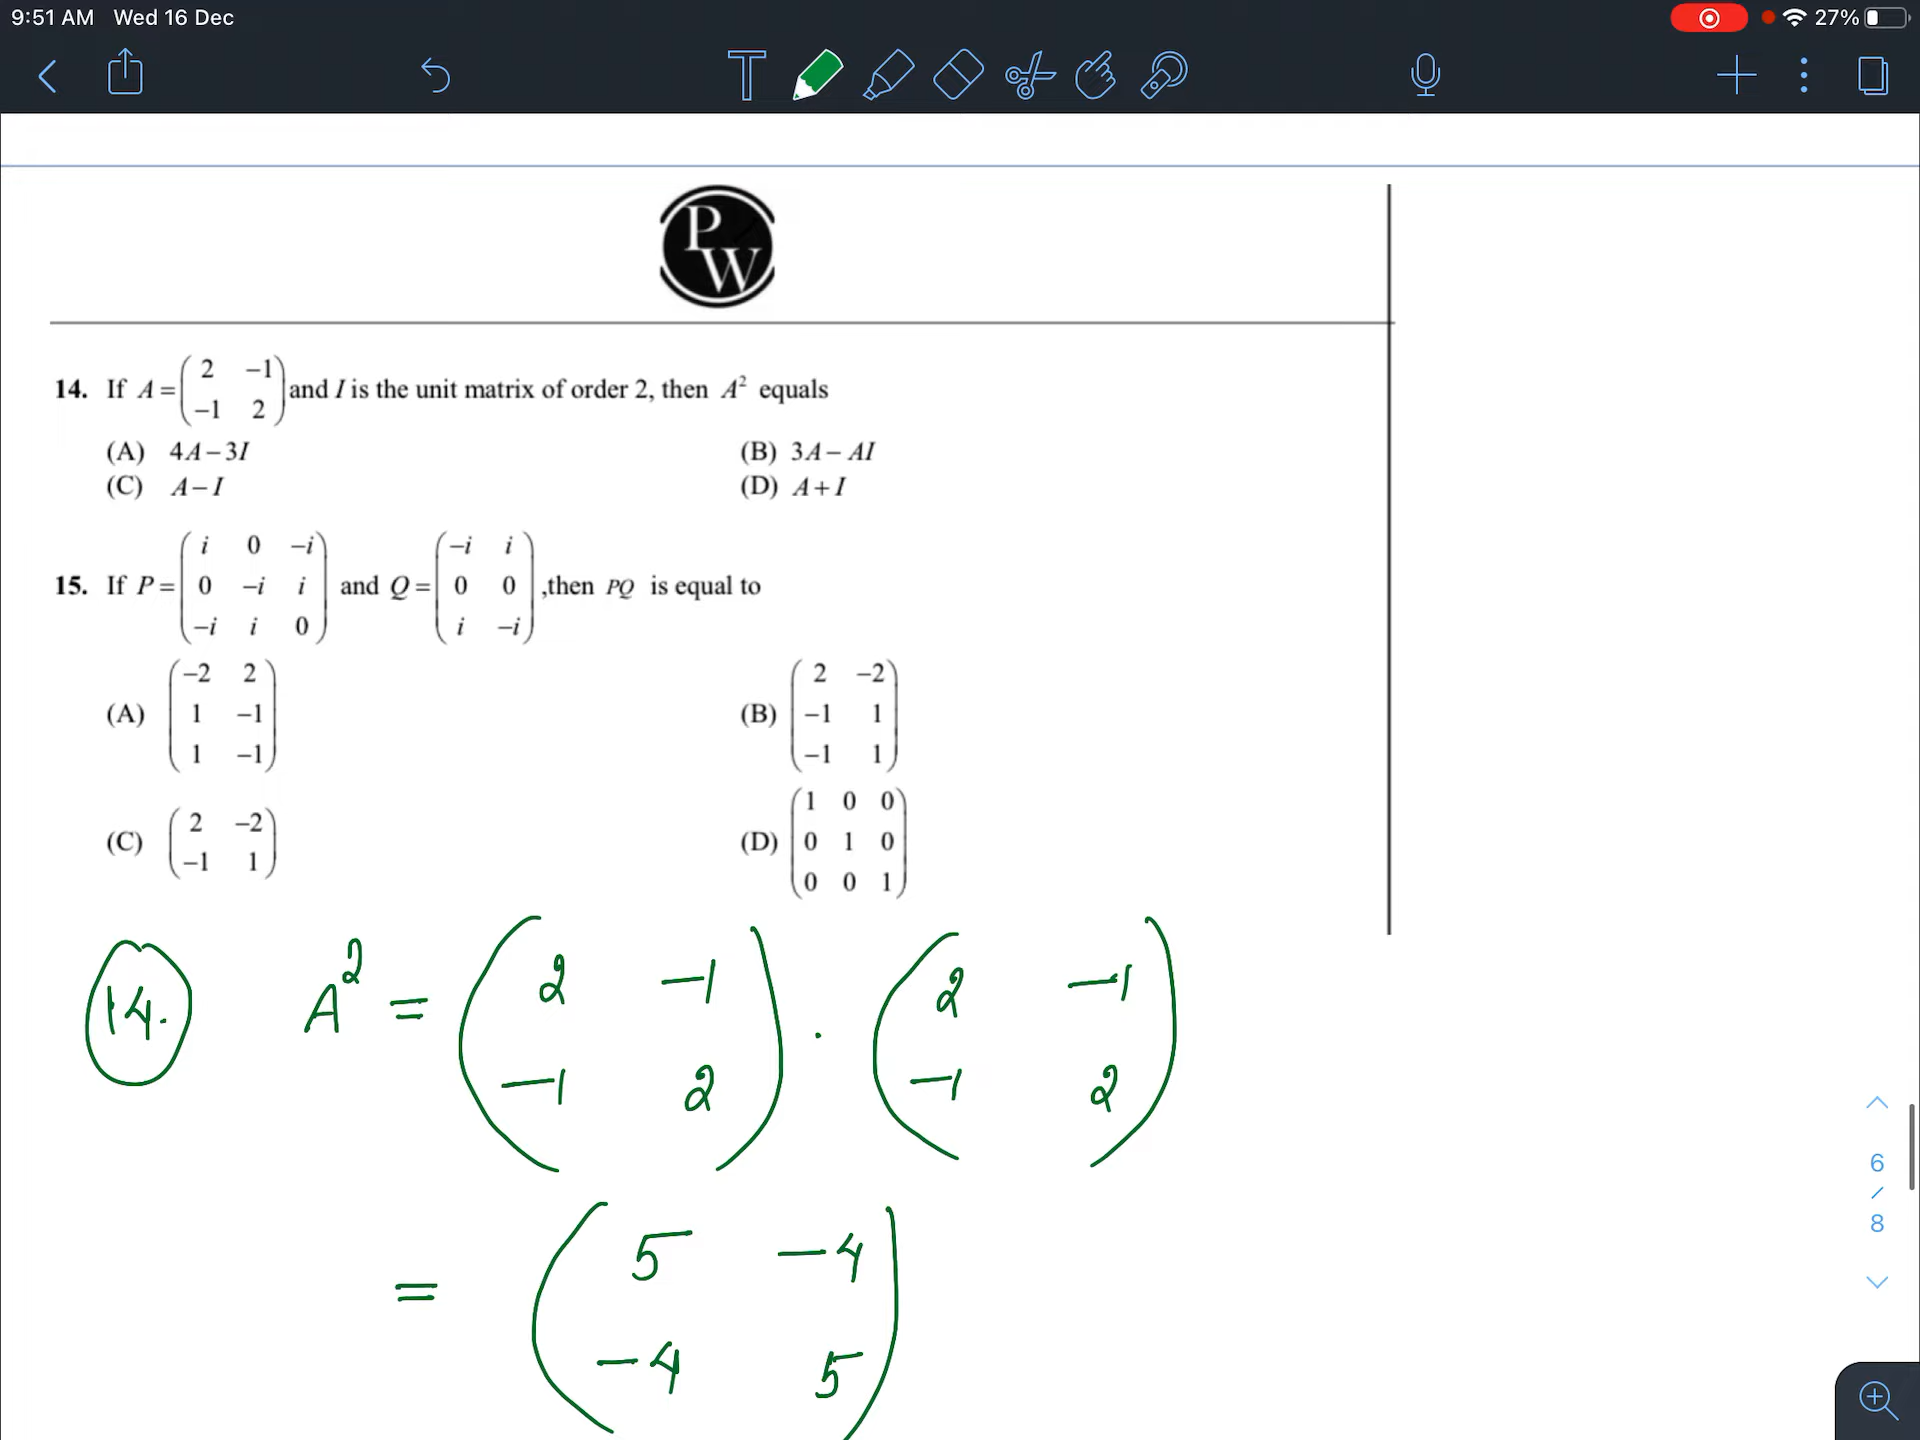 9:51 AM Wed 16 Dec
27%
T
P
W
14. If A = ( 2 −1
−1 2 ) and I is the unit matrix of order 2, then A² equals
(A) 4A − 3I (B) 3A − AI
(C) A − I (D) A + I
15. If P = ( i 0 −i
0 −i i
−i i 0 ) and Q = ( −i i
0 0
i −i ) ,then PQ is equal to
(A) ( −2 2
1 −1
1 −1 )
(B) ( 2 −2
−1 1
−1 1 )
(C) ( 2 −2
−1 1 )
(D) ( 1 0 0
0 1 0
0 0 1 )
14. A² = ( 2 −1
−1 2 ) . ( 2 −1
−1 2 )
= ( 5 −4
−4 5 )
6
/
8